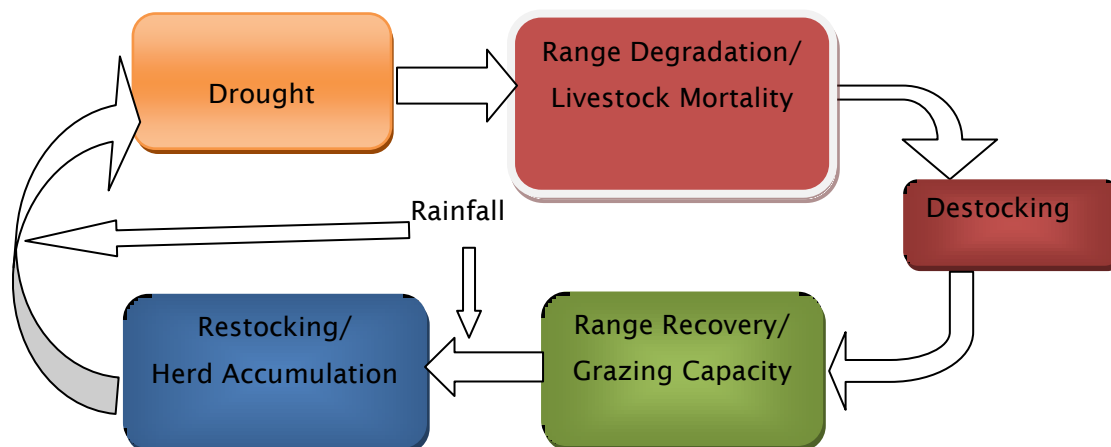 Drought
Range Degradation/
Livestock Mortality
Destocking
Rainfall
Restocking/
Herd Accumulation
Range Recovery/
Grazing Capacity